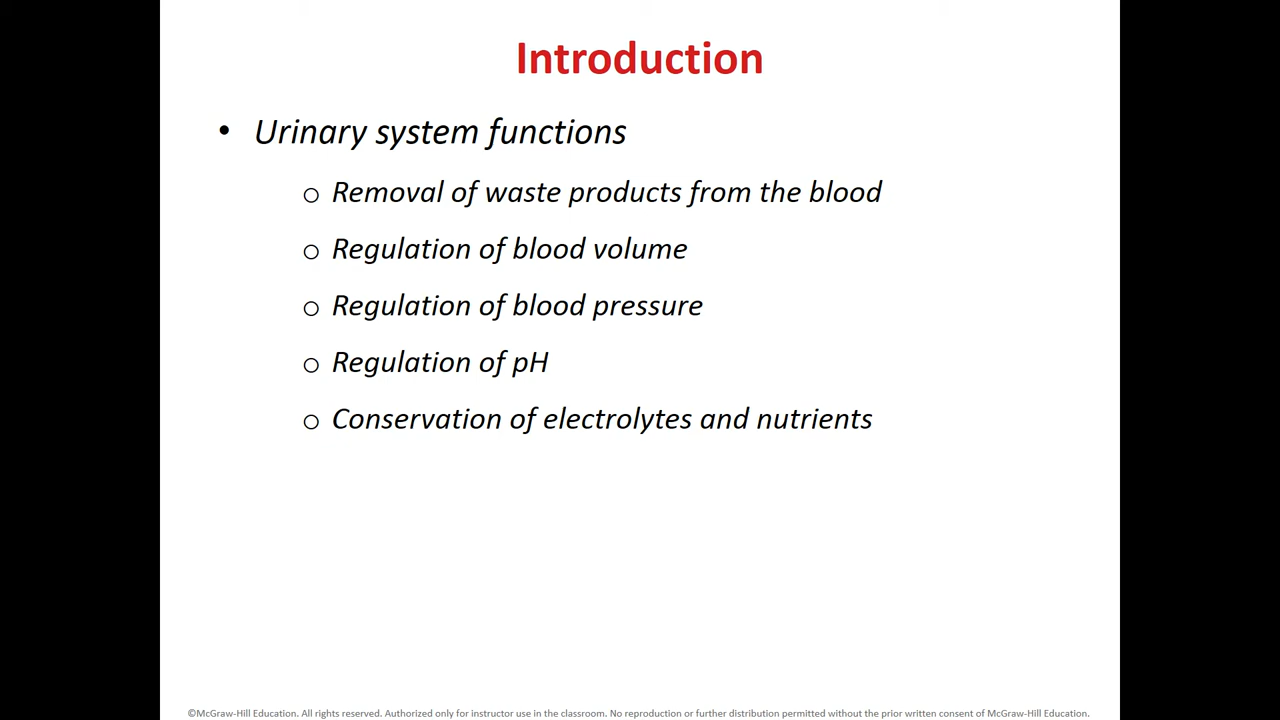 Introduction
• Urinary system functions
o Removal of waste products from the blood
o Regulation of blood volume
o Regulation of blood pressure
o Regulation of pH
o Conservation of electrolytes and nutrients
©McGraw-Hill Education. All rights reserved. Authorized only for instructor use in the classroom. No reproduction or further distribution permitted without the prior written consent of McGraw-Hill Education.